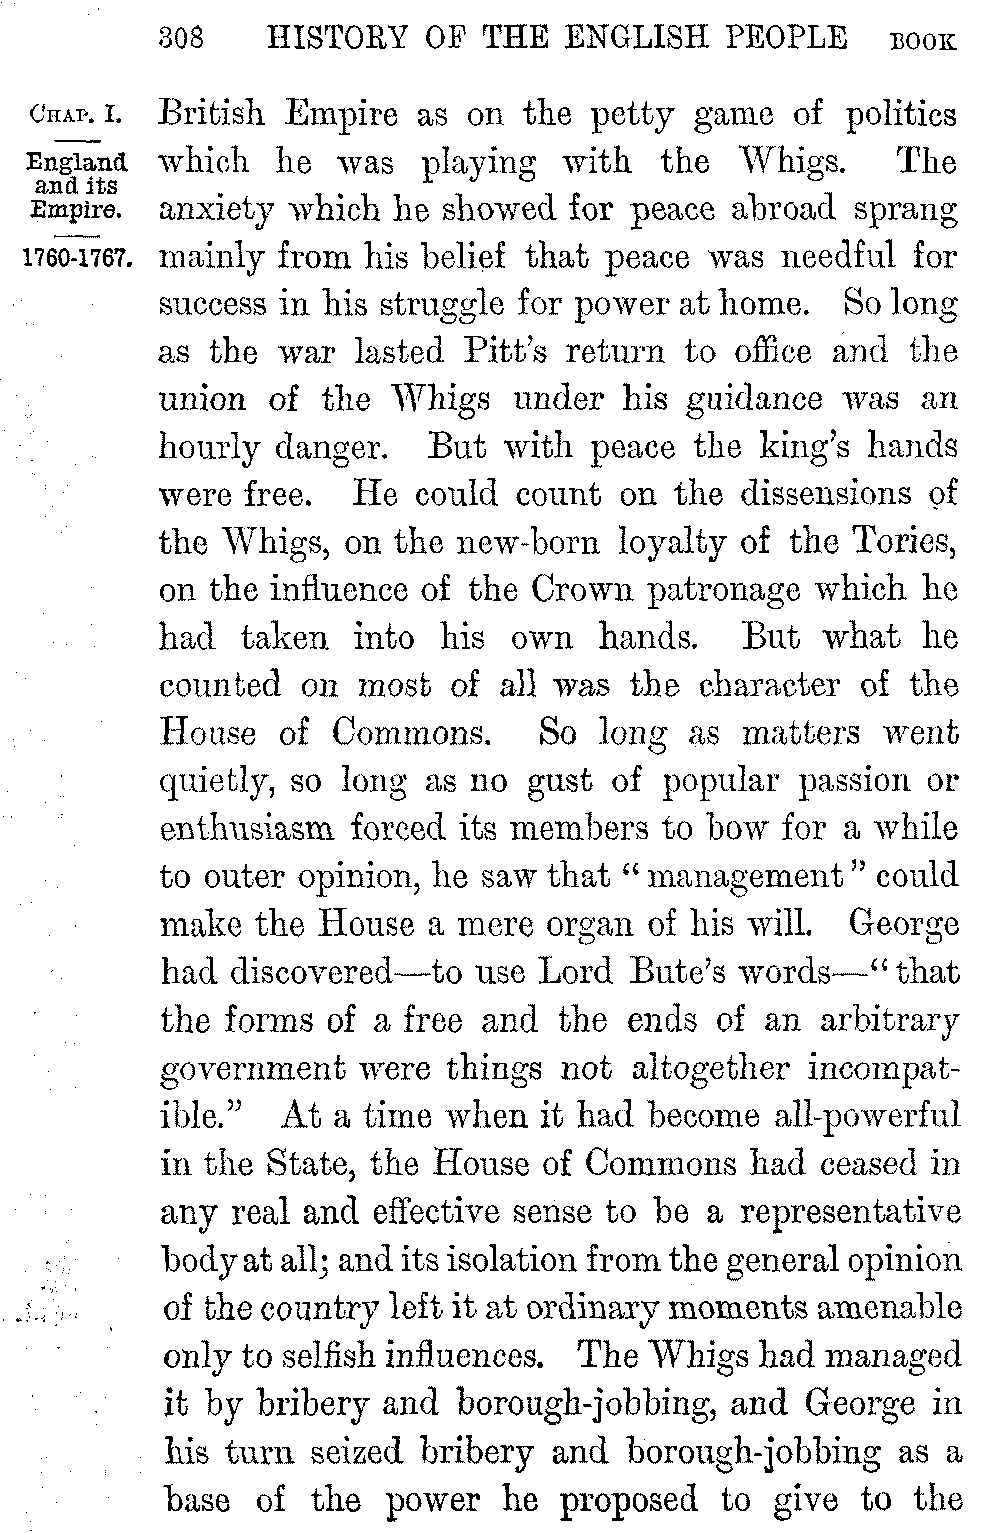 308 HISTORY OF THE ENGLISH PEOPLE BOOK
CHAP. I.
England
and its
Empire.
1760-1767.
British Empire as on the petty game of politics
which he was playing with the Whigs. The
anxiety which he showed for peace abroad sprang
mainly from his belief that peace was needful for
success in his struggle for power at home. So long
as the war lasted Pitt's return to office and the
union of the Whigs under his guidance was an
hourly danger. But with peace the king's hands
were free. He could count on the dissensions of
the Whigs, on the new-born loyalty of the Tories,
on the influence of the Crown patronage which he
had taken into his own hands. But what he
counted on most of all was the character of the
House of Commons. So long as matters went
quietly, so long as no gust of popular passion or
enthusiasm forced its members to bow for a while
to outer opinion, he saw that “management” could
make the House a mere organ of his will. George
had discovered—to use Lord Bute's words—“that
the forms of a free and the ends of an arbitrary
government were things not altogether incompat-
ible.” At a time when it had become all-powerful
in the State, the House of Commons had ceased in
any real and effective sense to be a representative
body at all; and its isolation from the general opinion
of the country left it at ordinary moments amenable
only to selfish influences. The Whigs had managed
it by bribery and borough-jobbing, and George in
his turn seized bribery and borough-jobbing as a
base of the power he proposed to give to the